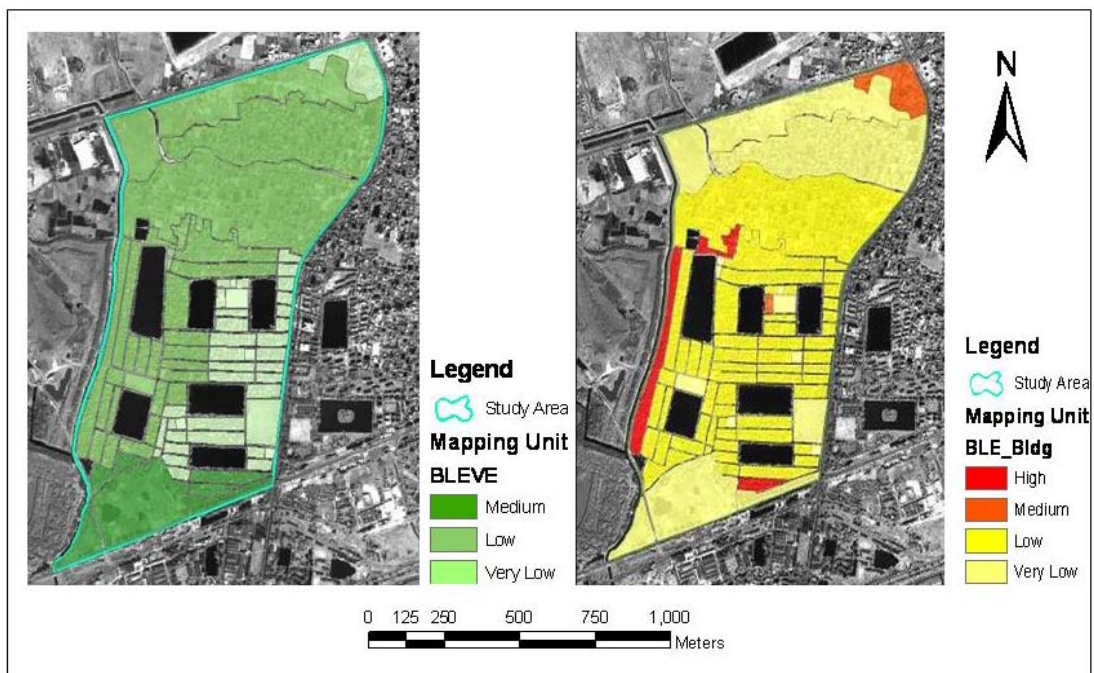 N
Legend
Study Area
Mapping Unit
BLEVE
Medium
Low
Very Low
Legend
Study Area
Mapping Unit
BLE_Bldg
High
Medium
Low
Very Low
0 125 250 500 750 1,000
Meters